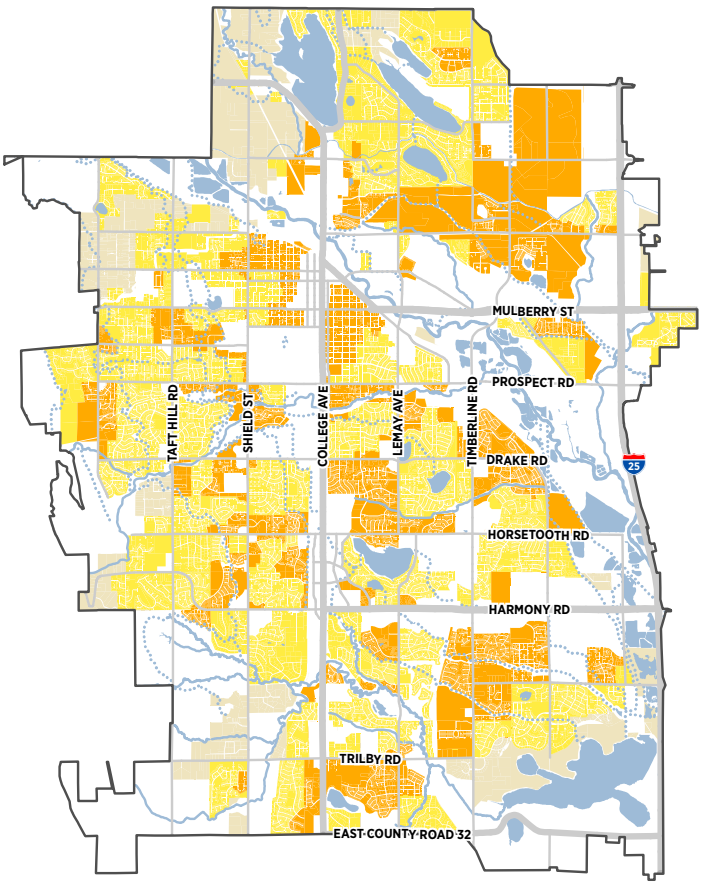 MULBERRY ST
PROSPECT RD
TAFT HILL RD
SHIELD ST
COLLEGE AVE
LEMAY AVE
TIMBERLINE RD
DRAKE RD
25
HORSETOOTH RD
HARMONY RD
TRILBY RD
EAST COUNTY ROAD 32